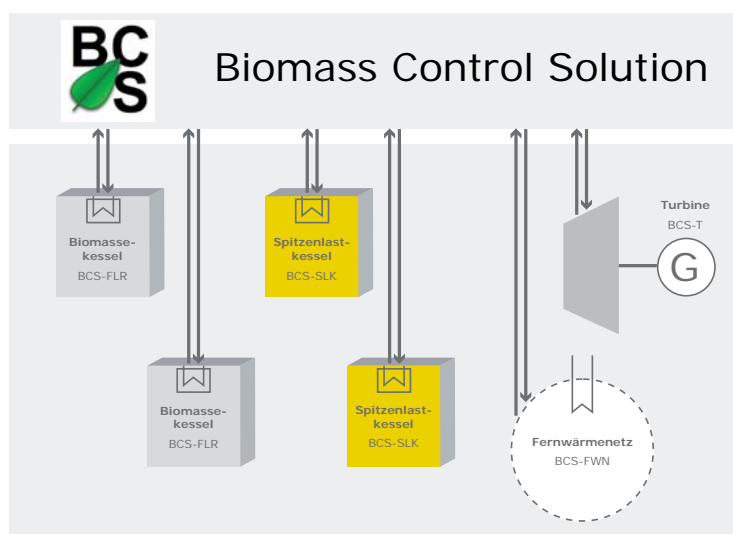 BC
S
Biomass Control Solution
Biomasse-
kessel
BCS-FLR
Spitzenlast-
kessel
BCS-SLK
Turbine
BCS-T
G
Biomasse-
kessel
BCS-FLR
Spitzenlast-
kessel
BCS-SLK
Fernwärmenetz
BCS-FWN